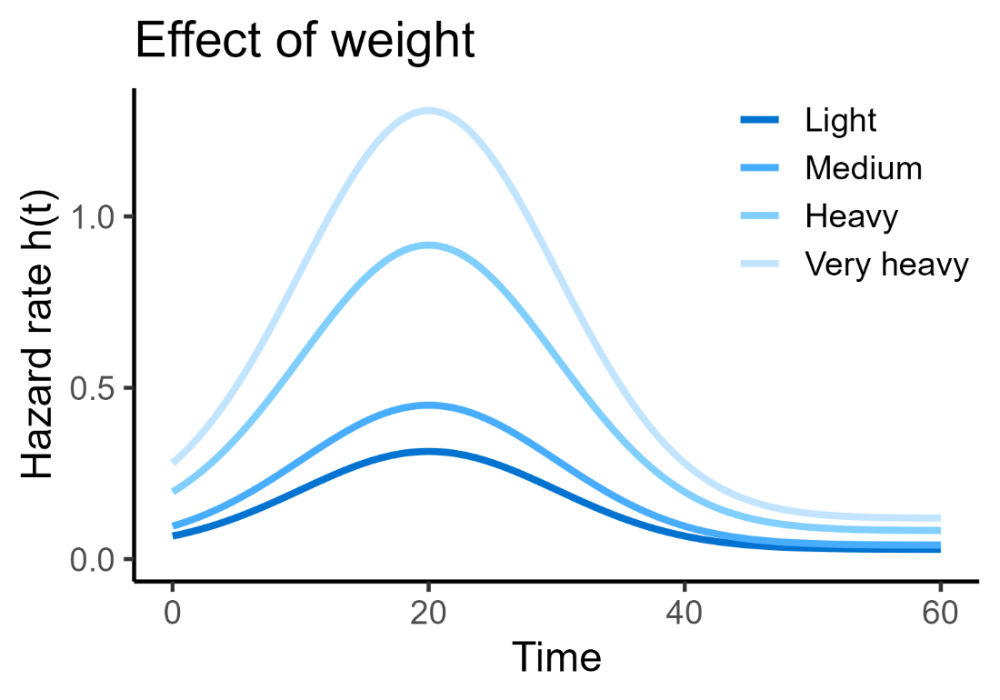 Effect of weight
Light
Medium
Heavy
Very heavy
Hazard rate h(t)
1.0
0.5
0.0
0 20 40 60
Time